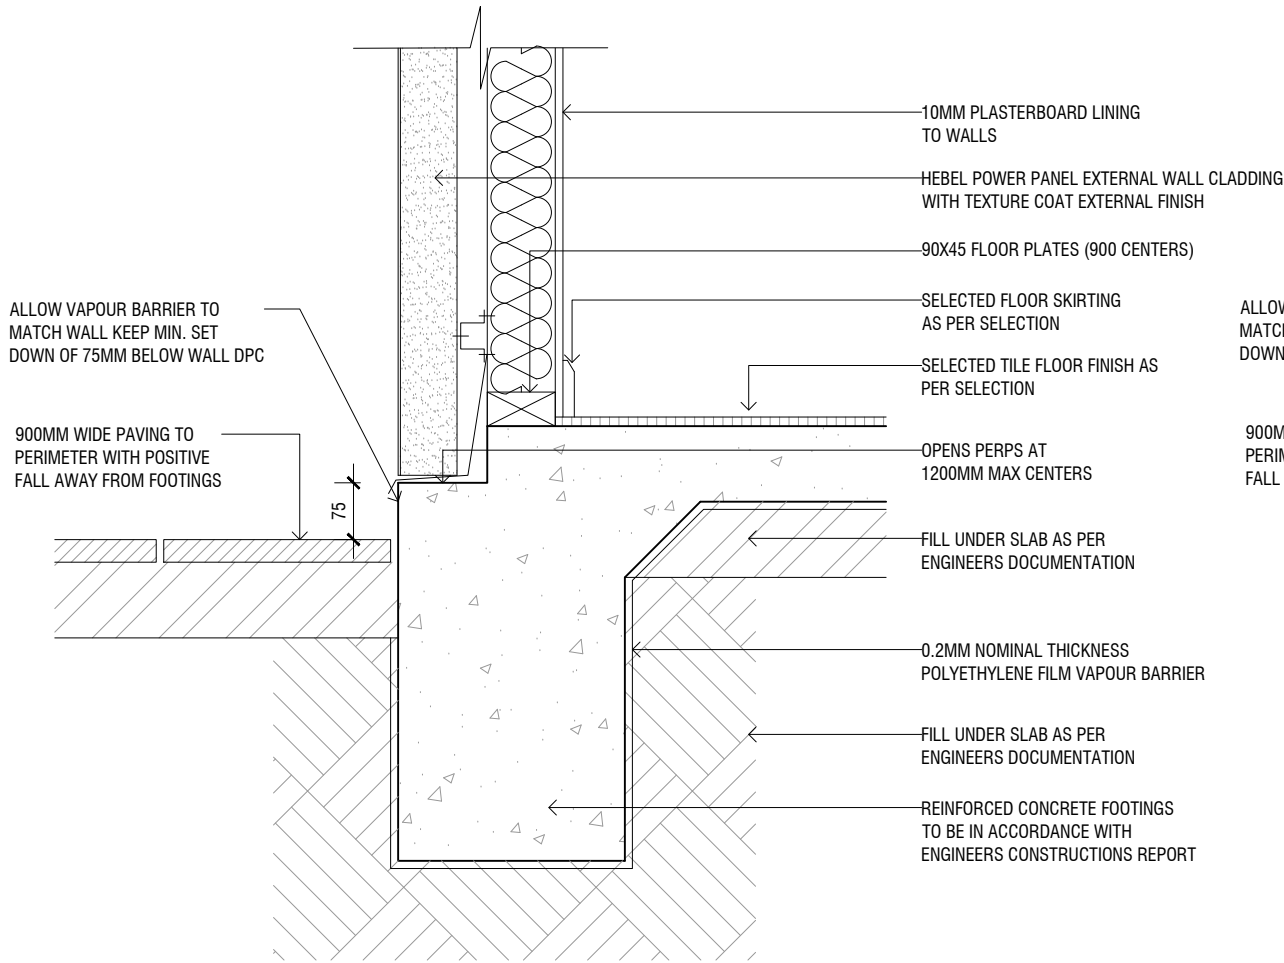 10MM PLASTERBOARD LINING
TO WALLS
HEBEL POWER PANEL EXTERNAL WALL CLADDING
WITH TEXTURE COAT EXTERNAL FINISH
90X45 FLOOR PLATES (900 CENTERS)
SELECTED FLOOR SKIRTING
AS PER SELECTION
SELECTED TILE FLOOR FINISH AS
PER SELECTION
OPENS PERPS AT
1200MM MAX CENTERS
FILL UNDER SLAB AS PER
ENGINEERS DOCUMENTATION
0.2MM NOMINAL THICKNESS
POLYETHYLENE FILM VAPOUR BARRIER
FILL UNDER SLAB AS PER
ENGINEERS DOCUMENTATION
REINFORCED CONCRETE FOOTINGS
TO BE IN ACCORDANCE WITH
ENGINEERS CONSTRUCTIONS REPORT
ALLOW VAPOUR BARRIER TO
MATCH WALL KEEP MIN. SET
DOWN OF 75MM BELOW WALL DPC
900MM WIDE PAVING TO
PERIMETER WITH POSITIVE
FALL AWAY FROM FOOTINGS
75
DOWN
FALL